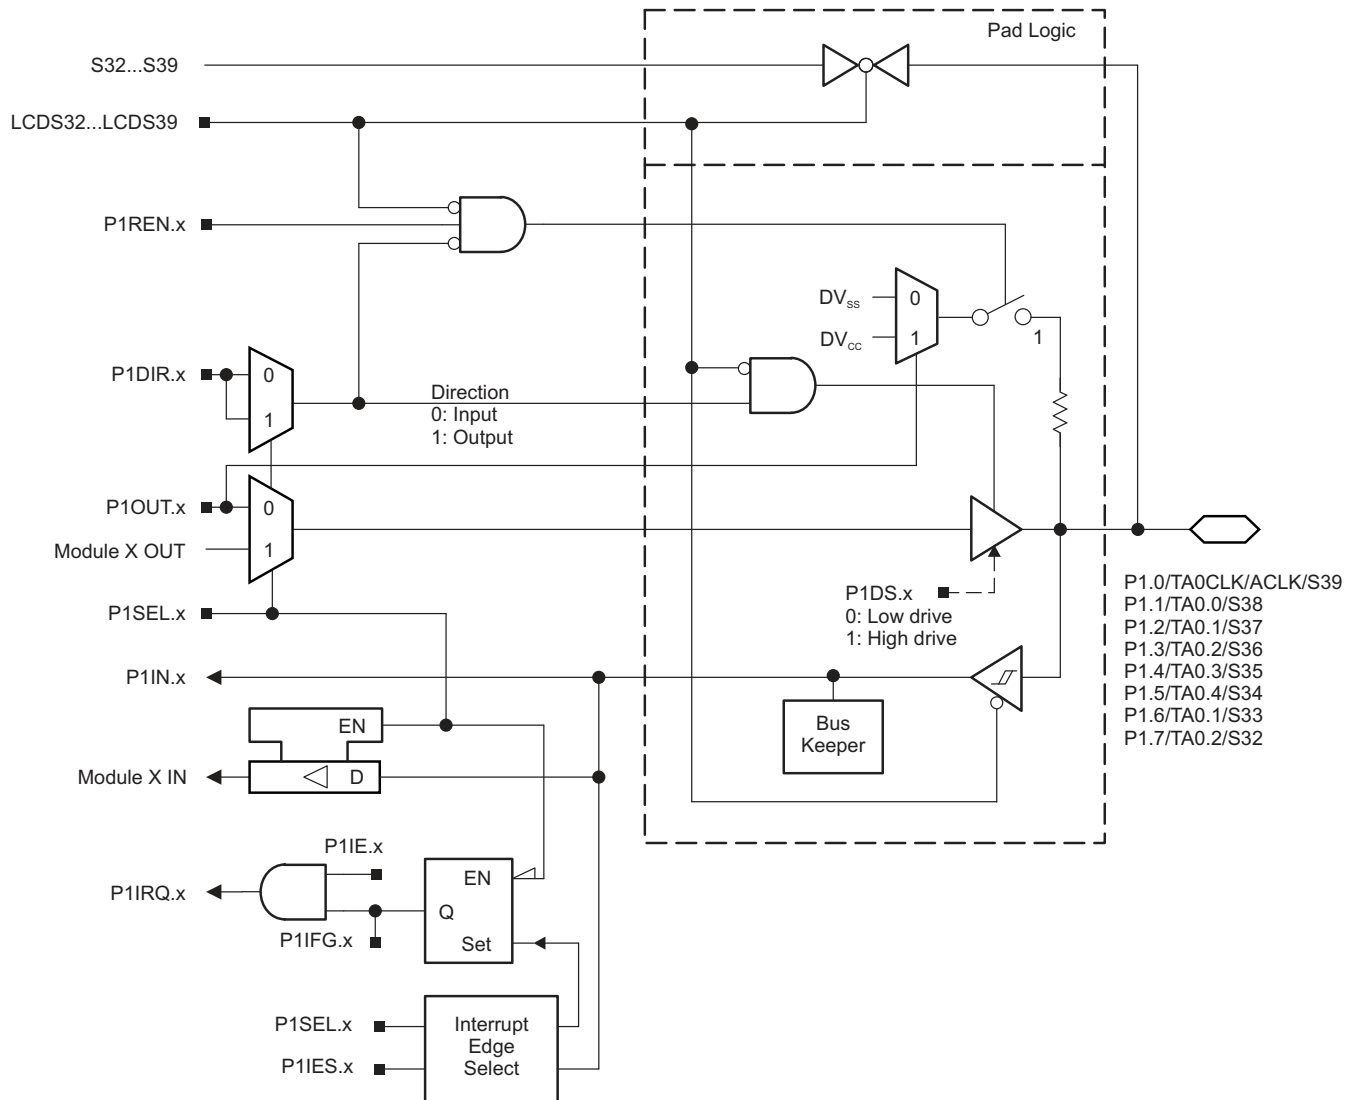 Pad Logic
S32...S39
LCDS32...LCDS39
P1REN.x
DVSS
0
DVCC
1
1
P1DIR.x
0
1
Direction
0: Input
1: Output
P1OUT.x
0
Module X OUT
1
P1SEL.x
P1DS.x
0: Low drive
1: High drive
P1.0/TA0CLK/ACLK/S39
P1.1/TA0.0/S38
P1.2/TA0.1/S37
P1.3/TA0.2/S36
P1.4/TA0.3/S35
P1.5/TA0.4/S34
P1.6/TA0.1/S33
P1.7/TA0.2/S32
P1IN.x
Bus
Keeper
EN
Module X IN
D
P1IE.x
P1IRQ.x
EN
Q
P1IFG.x
Set
P1SEL.x
P1IES.x
Interrupt
Edge
Select